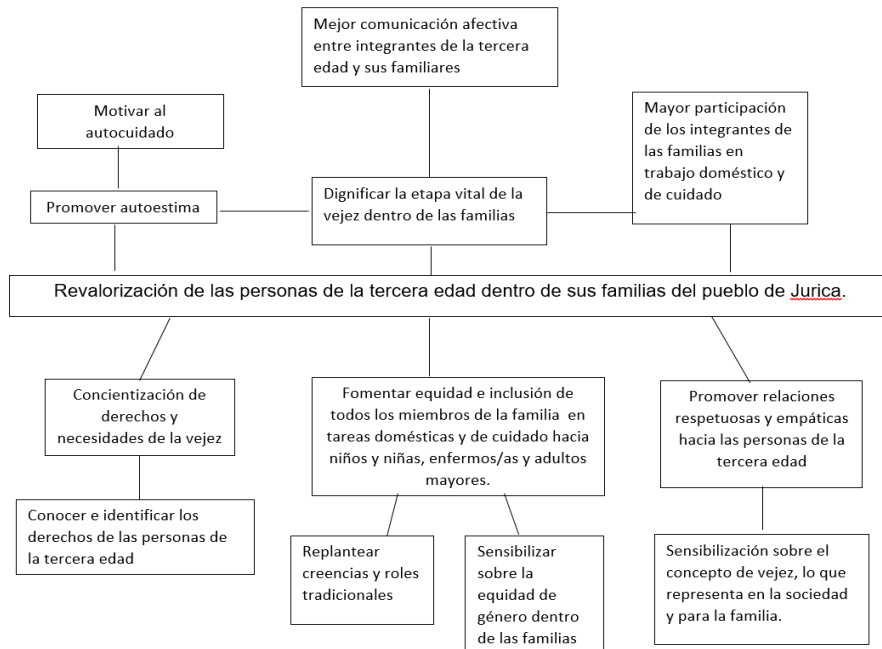 Mejor comunicación afectiva
entre integrantes de la tercera
edad y sus familiares
Motivar al
autocuidado
Mayor participación
de los integrantes de
las familias en
trabajo doméstico y
de cuidado
Promover autoestima
Dignificar la etapa vital de la
vejez dentro de las familias
Revalorización de las personas de la tercera edad dentro de sus familias del pueblo de Jurica.
Concientización de
derechos y
necesidades de la vejez
Fomentar equidad e inclusión de
todos los miembros de la familia en
tareas domésticas y de cuidado hacia
niños y niñas, enfermos/as y adultos
mayores.
Promover relaciones
respetuosas y empáticas
hacia las personas de la
tercera edad
Conocer e identificar los
derechos de las personas de
la tercera edad
Replantear
creencias y roles
tradicionales
Sensibilizar
sobre la
equidad de
género dentro
de las familias
Sensibilización sobre el
concepto de vejez, lo que
representa en la sociedad
y para la familia.